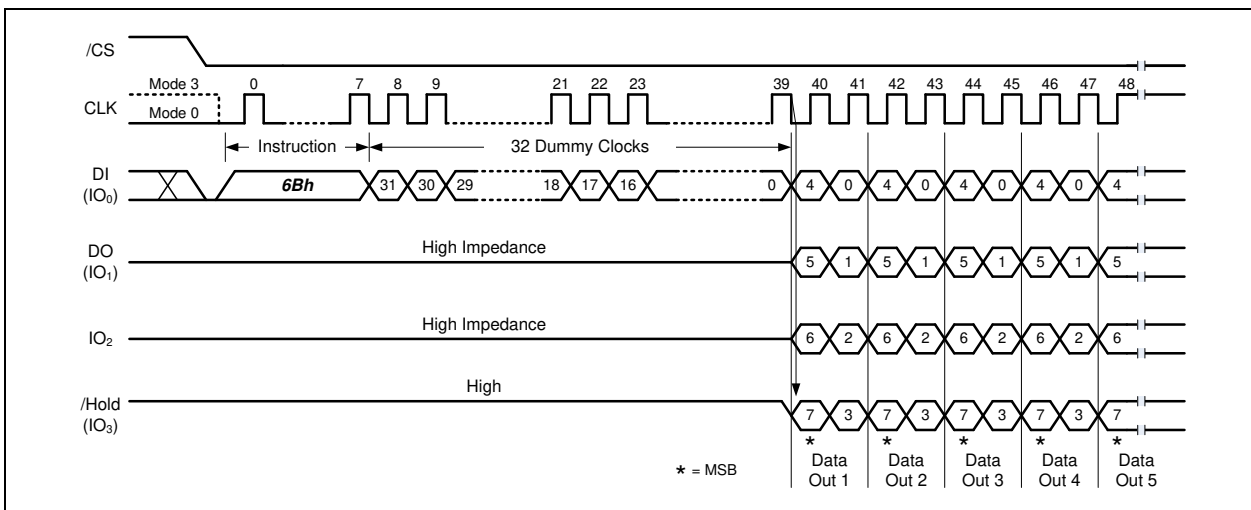 /CS
Mode 3 0 7 8 9 21 22 23 39 40 41 42 43 44 45 46 47 48
CLK
Mode 0
Instruction 32 Dummy Clocks
DI
(IO0)
6Bh 31 30 29 18 17 16 0 4 0 4 0 4 0 4 0 4
High Impedance
DO
(IO1)
5 1 5 1 5 1 5 1 5
High Impedance
IO2
6 2 6 2 6 2 6 2 6
High
/Hold
(IO3)
7 3 7 3 7 3 7 3 7
* * * * *
* = MSB
Data Out 1
Data Out 2
Data Out 3
Data Out 4
Data Out 5